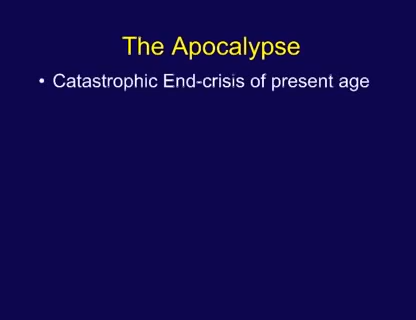 The Apocalypse
• Catastrophic End-crisis of present age